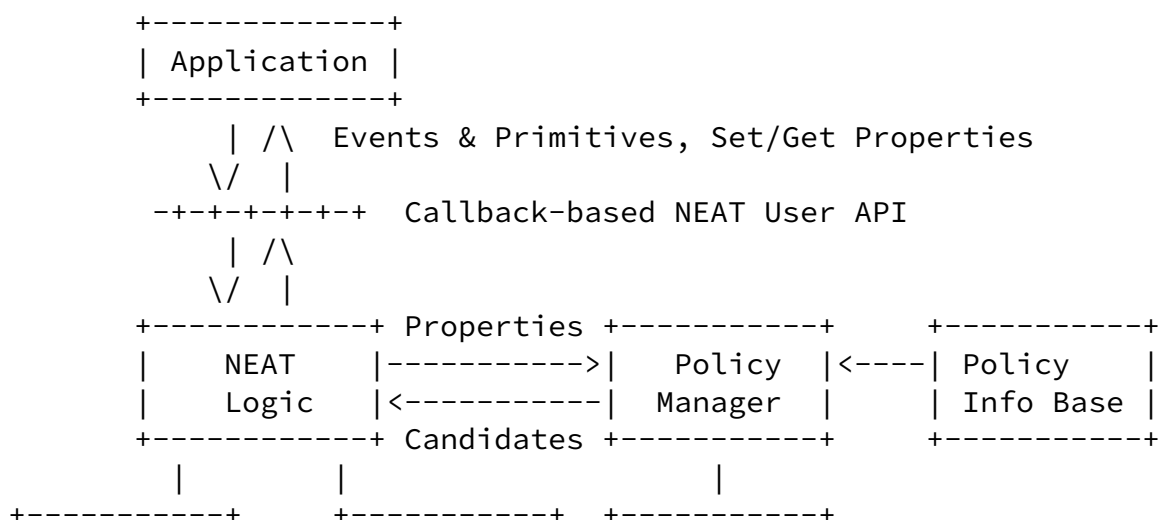 +-------------+
| Application |
+-------------+
| /\ Events & Primitives, Set/Get Properties
\/ |
-+-+-+-+-+-+ Callback-based NEAT User API
| /\
\/ |
+------------+ Properties +-----------+ +-----------+
| NEAT |----------->| Policy |<----| Policy |
| Logic |<-----------| Manager | | Info Base |
+------------+ Candidates +-----------+ +-----------+
| | |
+-----------+ +-----------+ +-----------+